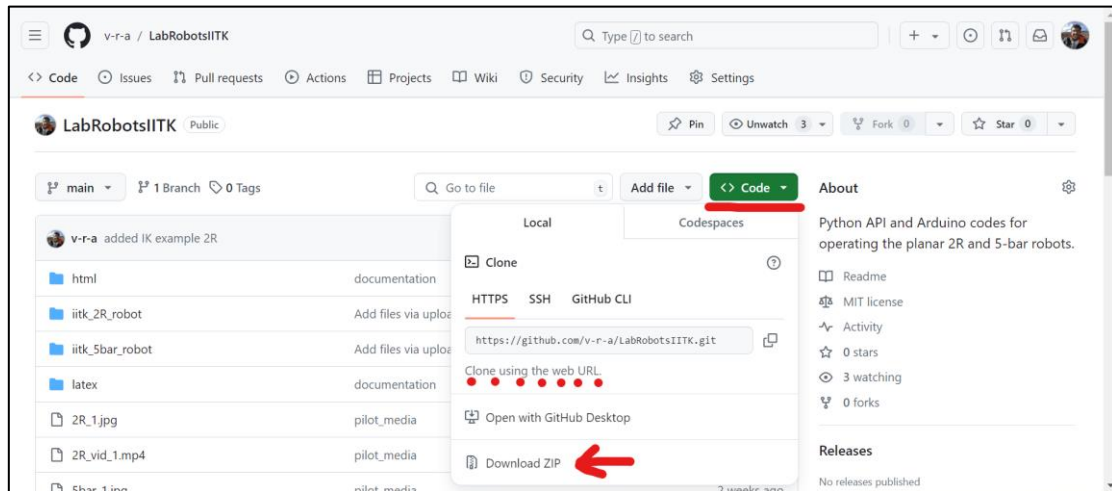 v-r-a / LabRobotsIITK
Type / to search
Code Issues Pull requests Actions Projects Wiki Security Insights Settings
LabRobotsIITK Public
Pin Unwatch 3 Fork 0 Star 0
main 1 Branch 0 Tags
Go to file t
Add file
<> Code
v-r-a added IK example 2R
html documentation
iitk_2R_robot Add files via uploa
iitk_5bar_robot Add files via uploa
latex documentation
2R_1.jpg pilot_media
2R_vid_1.mp4 pilot_media
5bar_1.jpg pilot_media 2 weeks ago
Local Codespaces
Clone
HTTPS SSH GitHub CLI
https://github.com/v-r-a/LabRobotsIITK.git
Clone using the web URL.
Open with GitHub Desktop
Download ZIP
About
Python API and Arduino codes for
operating the planar 2R and 5-bar robots.
Readme
MIT license
Activity
0 stars
3 watching
0 forks
Releases
No releases published